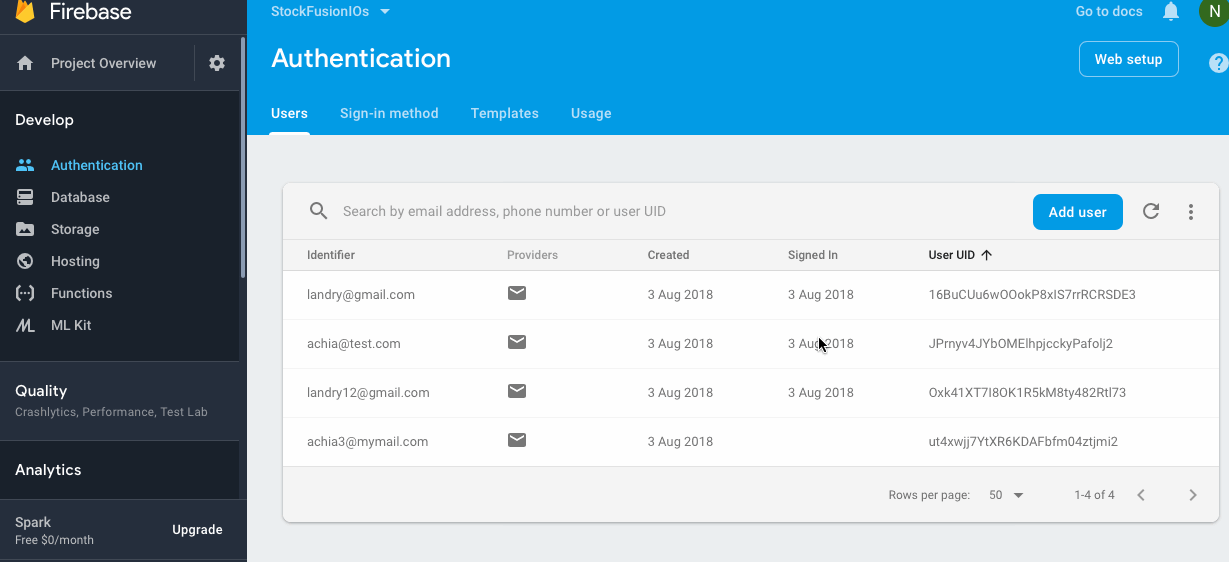 Firebase
StockFusionIOs
Go to docs
N
Project Overview
Authentication
Web setup
?
Develop
Users Sign-in method Templates Usage
Authentication
Database
Storage
Hosting
Functions
ML Kit
Search by email address, phone number or user UID
Add user
Identifier Providers Created Signed In User UID
landry@gmail.com 3 Aug 2018 3 Aug 2018 16BuCUu6wOOokP8xIS7rrRCRSDE3
achia@test.com 3 Aug 2018 3 Aug 2018 JPrnyv4JYbOMElhpjcckyPafolj2
landry12@gmail.com 3 Aug 2018 3 Aug 2018 Oxk41XT7I8OK1R5kM8ty482Rtl73
achia3@mymail.com 3 Aug 2018 ut4xwjj7YtXR6KDAFbfm04ztjmi2
Rows per page: 50 1-4 of 4
Quality
Crashlytics, Performance, Test Lab
Analytics
Spark
Free $0/month
Upgrade